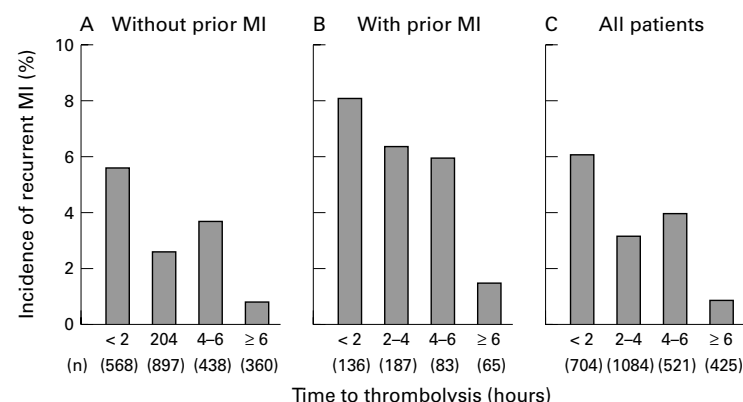 A Without prior MI
B With prior MI
C All patients
Incidence of recurrent MI (%)
10
8
6
4
2
0
< 2 204 4–6 ≥ 6
< 2 2–4 4–6 ≥ 6
< 2 2–4 4–6 ≥ 6
(n) (568) (897) (438) (360)
(136) (187) (83) (65)
(704) (1084) (521) (425)
Time to thrombolysis (hours)